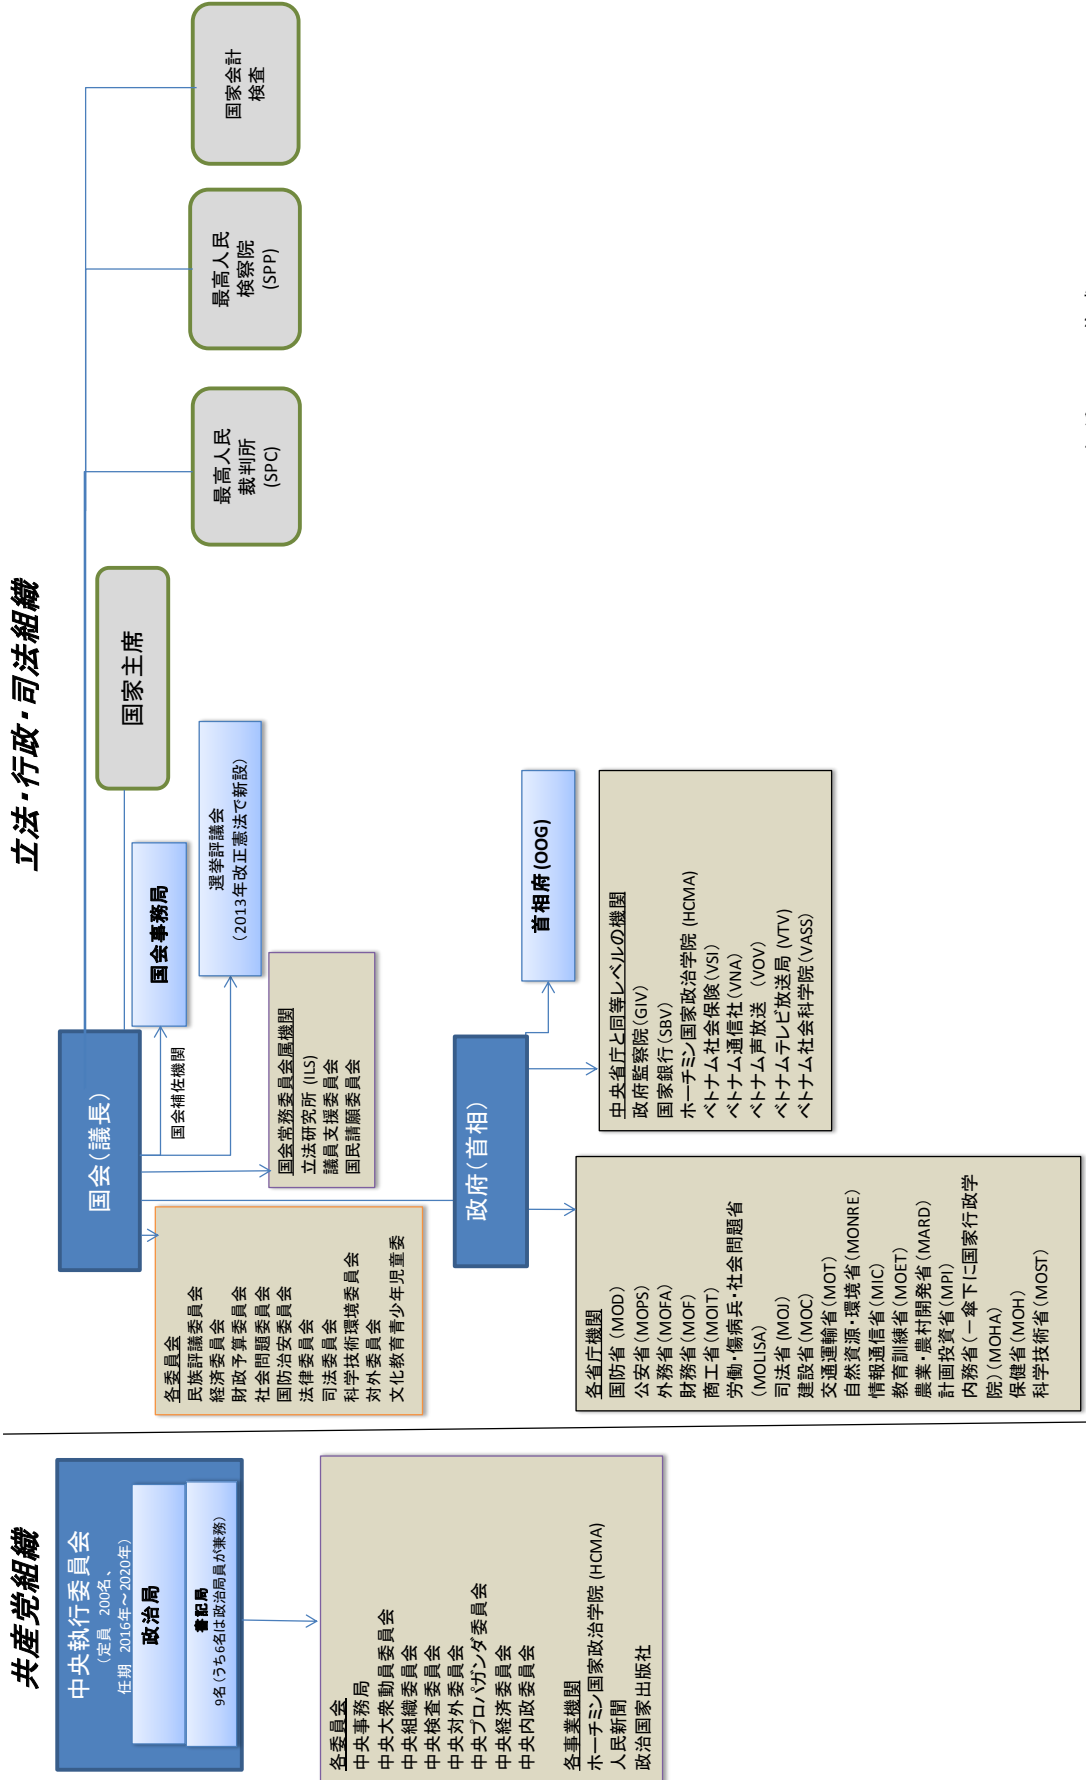 共産党組織
中央執行委員会
（定員 200名、
任期 2016年～2020年）
政治局
書記局
9名（うち6名は政治局員が兼務）
各委員会
中央事務局
中央大衆動員委員会
中央組織委員会
中央検査委員会
中央対外委員会
中央プロパガンダ委員会
中央経済委員会
中央内政委員会
各事業機関
ホーチミン国家政治学院 (HCMA)
人民新聞
政治国家出版社
立法・行政・司法組織
国会（議長）
国家主席
最高人民
裁判所
(SPC)
最高人民
検察院
(SPP)
国家会計
検査
国会事務局
国会補佐機関
選挙評議会
（2013年改正憲法で新設）
国会常務委員会属機関
立法研究所 (ILS)
議員支援委員会
国民請願委員会
各委員会
民族評議委員会
経済委員会
財政予算委員会
社会問題委員会
国防治安委員会
法律委員会
司法委員会
科学技術環境委員会
対外委員会
文化教育青少年児童委
政府（首相）
首相府 (OOG)
各省庁機関
国防省 (MOD)
公安省 (MOPS)
外務省 (MOFA)
財務省 (MOF)
商工省 (MOIT)
労働・傷病兵・社会問題省
(MOLISA)
司法省 (MOJ)
建設省 (MOC)
交通運輸省 (MOT)
自然資源・環境省 (MONRE)
情報通信省 (MIC)
教育訓練省 (MOET)
農業・農村開発省 (MARD)
計画投資省 (MPI)
内務省（一傘下に国家行政学
院）(MOHA)
保健省 (MOH)
科学技術省 (MOST)
中央省庁と同等レベルの機関
政府監察院 (GIV)
国家銀行 (SBV)
ホーチミン国家政治学院 (HCMA)
ベトナム社会保険 (VSI)
ベトナム通信社 (VNA)
ベトナム声放送 (VOV)
ベトナムテレビ放送局 (VTV)
ベトナム社会科学院 (VASS)